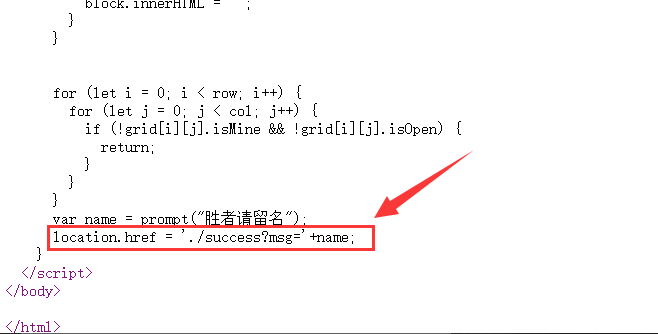 block.innerHTML = " ";
}
}
for (let i = 0; i < row; i++) {
for (let j = 0; j < col; j++) {
if (!grid[i][j].isMine && !grid[i][j].isOpen) {
return;
}
}
}
var name = prompt("胜者请留名");
location.href = './success?msg='+name;
}
</script>
</body>
</html>